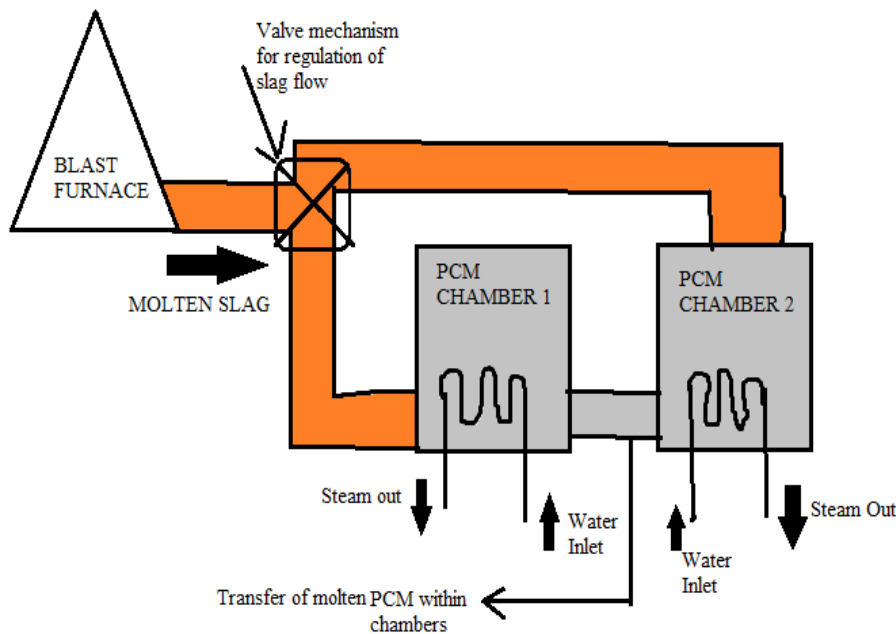 Valve mechanism
for regulation of
slag flow
BLAST
FURNACE
MOLTEN SLAG
PCM
CHAMBER 1
PCM
CHAMBER 2
Steam out
Water
Inlet
Water
Inlet
Steam Out
Transfer of molten PCM within
chambers